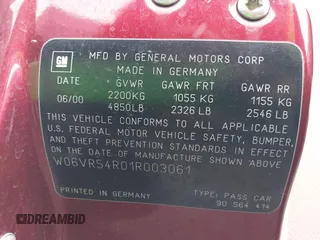 GM
MFD BY GENERAL MOTORS CORP
MADE IN GERMANY
DATE GVWR GAWR FRT GAWR RR
06/00 2200KG 1055 KG 1155 KG
4850LB 2326 LB 2546 LB
THIS VEHICLE CONFORMS TO ALL APPLICABLE
U.S. FEDERAL MOTOR VEHICLE SAFETY, BUMPER,
AND THEFT PREVENTION STANDARDS IN EFFECT
ON THE DATE OF MANUFACTURE SHOWN ABOVE.
W06VR54R01R003061
PRINTED IN GERMANY TYPE: PASS CAR
90 564 414
DREAMBID